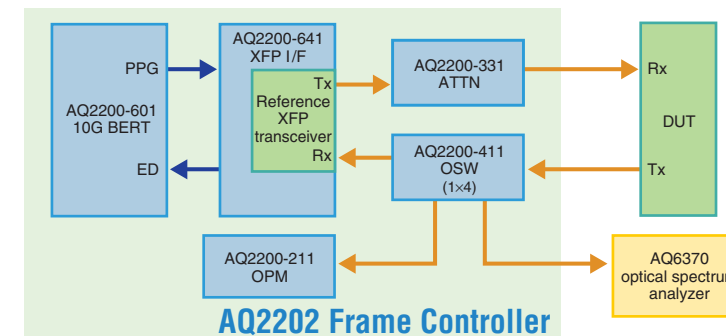 PPG
AQ2200-601
10G BERT
ED
AQ2200-641
XFP I/F
Tx
Reference
XFP
transceiver
Rx
AQ2200-331
ATTN
AQ2200-411
OSW
(1×4)
AQ2200-211
OPM
Rx
DUT
Tx
AQ6370
optical spectrum
analyzer
AQ2202 Frame Controller